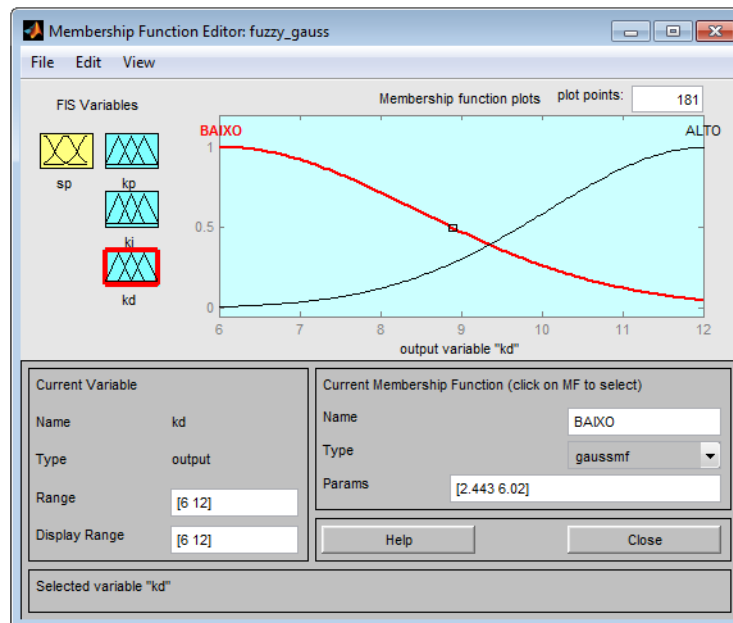 Membership Function Editor: fuzzy_gauss
File Edit View
FIS Variables
Membership function plots
plot points: 181
BAIXO
ALTO
sp
kp
ki
kd
1
0.5
0
6 7 8 9 10 11 12
output variable "kd"
Current Variable
Name kd
Type output
Range [6 12]
Display Range [6 12]
Current Membership Function (click on MF to select)
Name BAIXO
Type gaussmf
Params [2.443 6.02]
Help Close
Selected variable "kd"